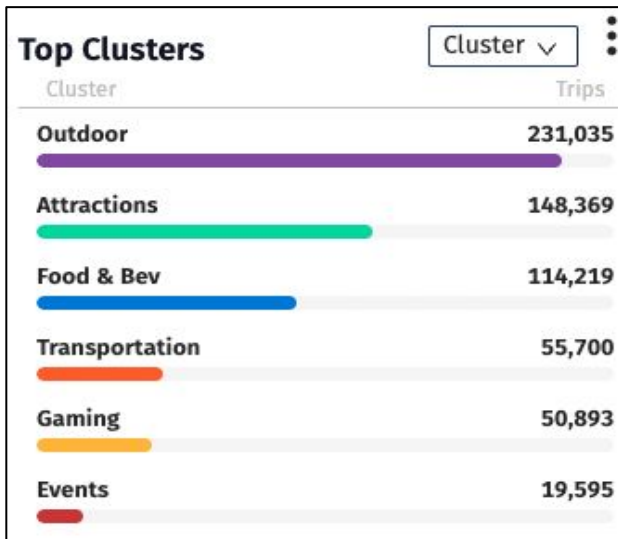 Top Clusters Cluster
Cluster Trips
Outdoor 231,035
Attractions 148,369
Food & Bev 114,219
Transportation 55,700
Gaming 50,893
Events 19,595